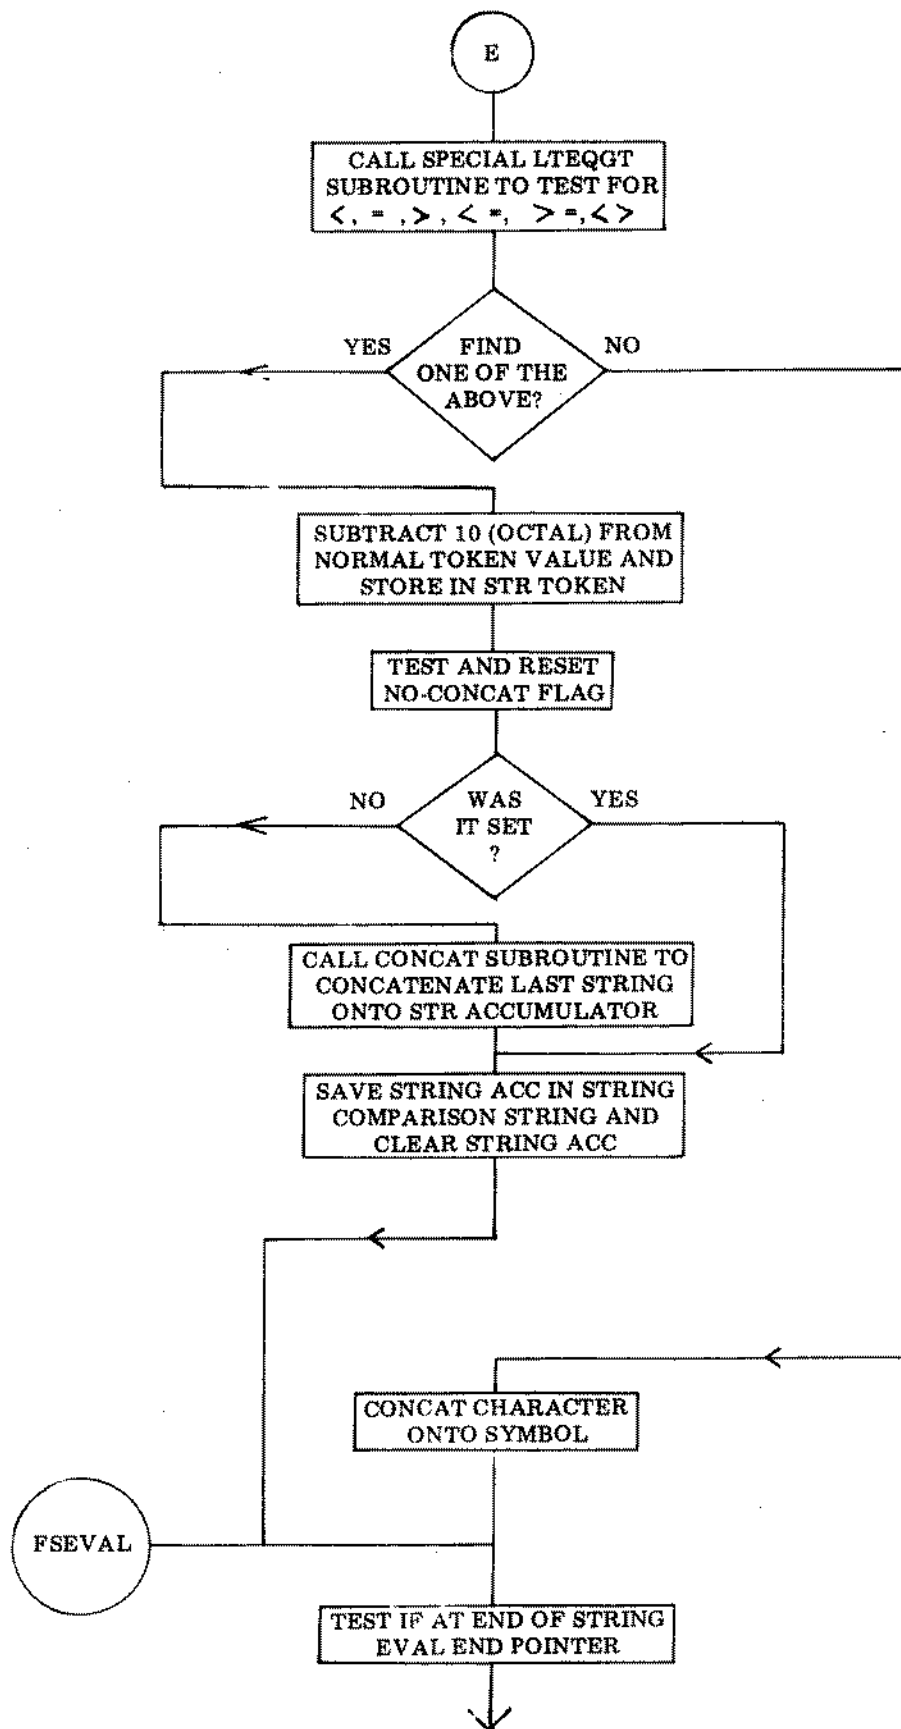 E
CALL SPECIAL LTEQGT
SUBROUTINE TO TEST FOR
<, = ,> , < =, > =, < >
YES
FIND
ONE OF THE
ABOVE?
NO
SUBTRACT 10 (OCTAL) FROM
NORMAL TOKEN VALUE AND
STORE IN STR TOKEN
TEST AND RESET
NO-CONCAT FLAG
NO
WAS
IT SET
?
YES
CALL CONCAT SUBROUTINE TO
CONCATENATE LAST STRING
ONTO STR ACCUMULATOR
SAVE STRING ACC IN STRING
COMPARISON STRING AND
CLEAR STRING ACC
CONCAT CHARACTER
ONTO SYMBOL
FSEVAL
TEST IF AT END OF STRING
EVAL END POINTER